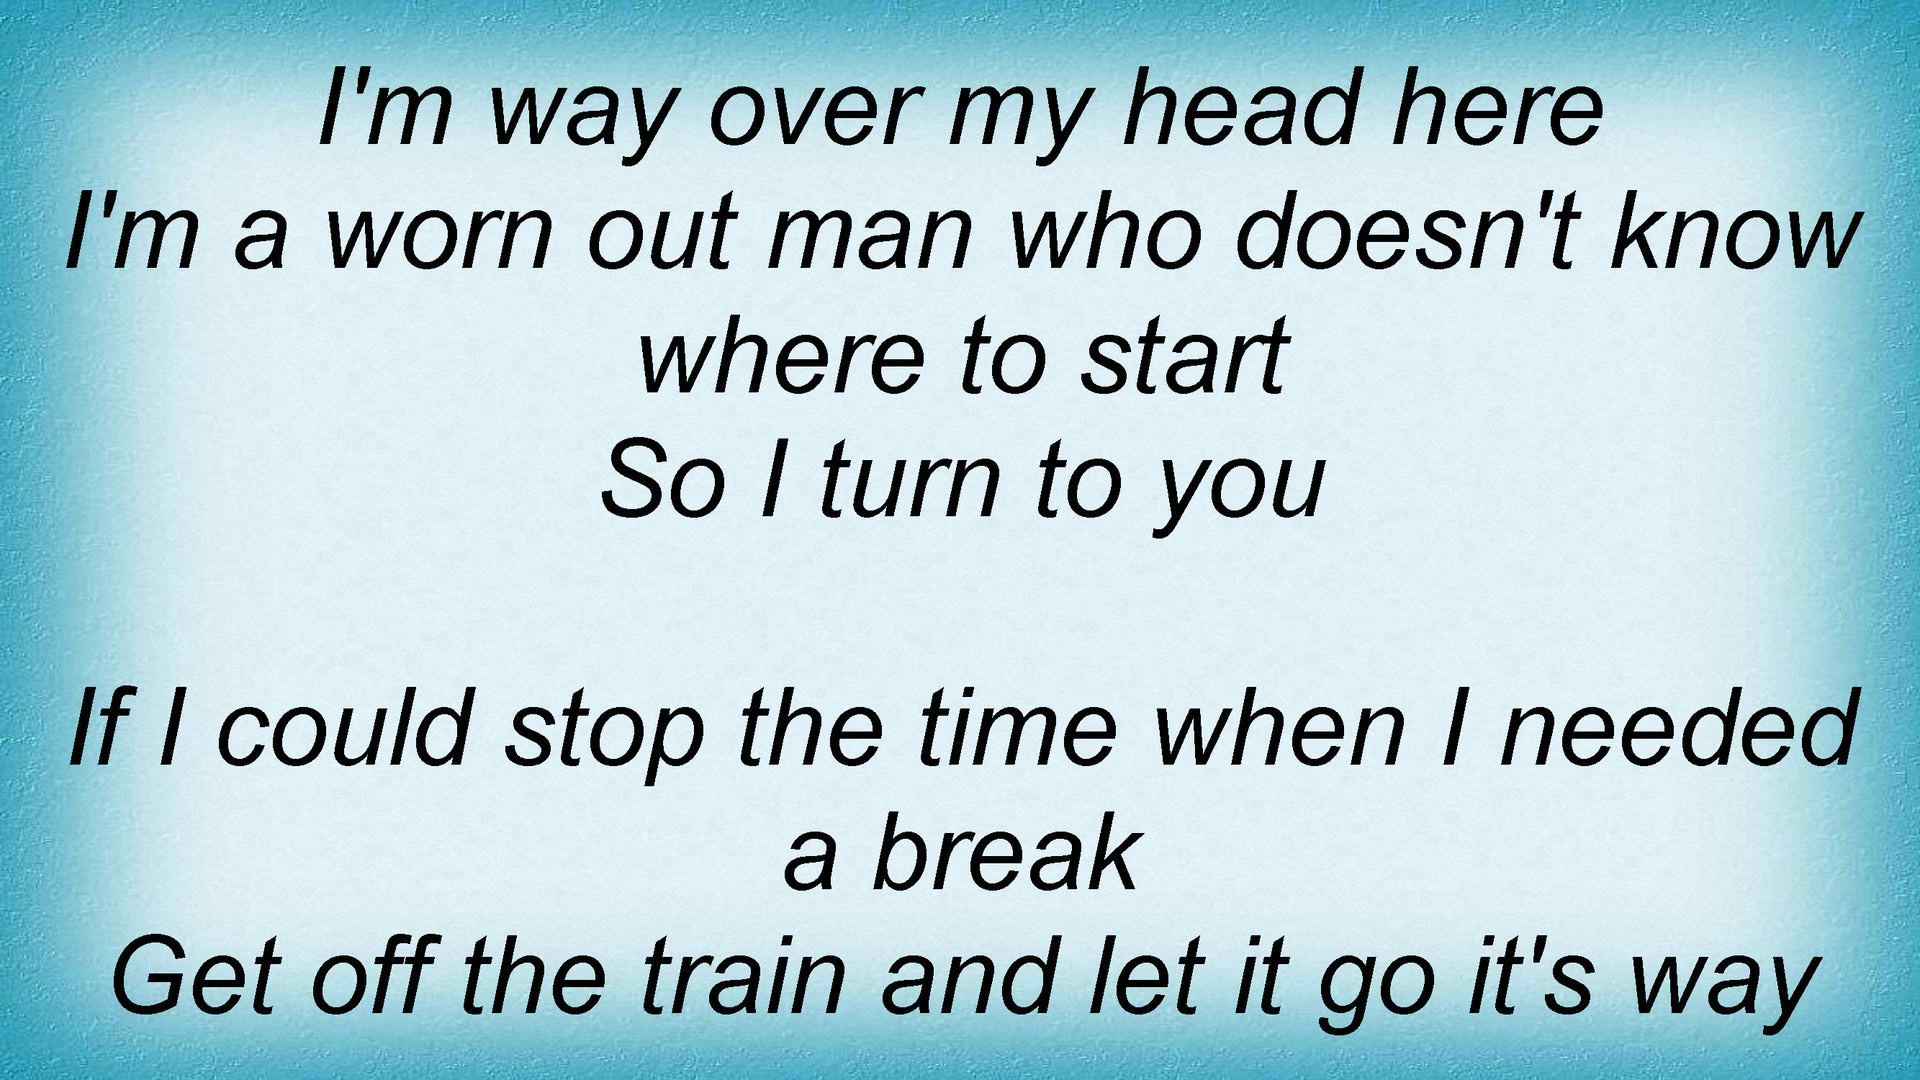 I'm way over my head here
I'm a worn out man who doesn't know
where to start
So I turn to you
If I could stop the time when I needed
a break
Get off the train and let it go it's way